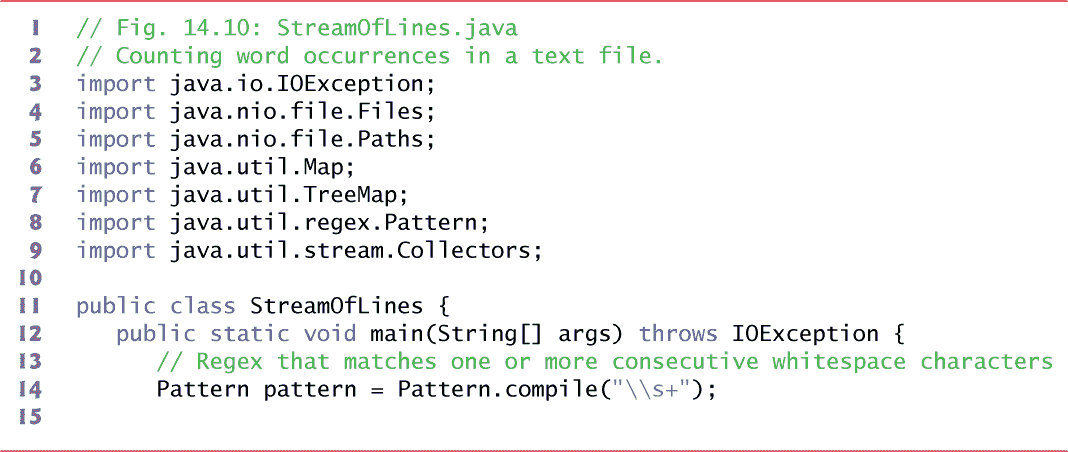 1 // Fig. 14.10: StreamOfLines.java
2 // Counting word occurrences in a text file.
3 import java.io.IOException;
4 import java.nio.file.Files;
5 import java.nio.file.Paths;
6 import java.util.Map;
7 import java.util.TreeMap;
8 import java.util.regex.Pattern;
9 import java.util.stream.Collectors;
10
11 public class StreamOfLines {
12 public static void main(String[] args) throws IOException {
13 // Regex that matches one or more consecutive whitespace characters
14 Pattern pattern = Pattern.compile("\\s+");
15